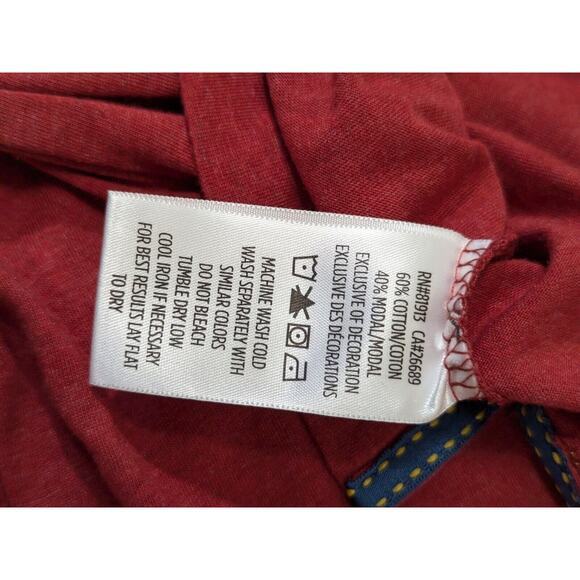 RN#81913 CA#26689
60% COTTON/COTON
40% MODAL/MODAL
EXCLUSIVE OF DECORATION
EXCLUSIVE DES DÉCORATIONS
MACHINE WASH COLD
WASH SEPARATELY WITH
SIMILAR COLORS
DO NOT BLEACH
TUMBLE DRY LOW
COOL IRON IF NECESSARY
FOR BEST RESULTS LAY FLAT
TO DRY